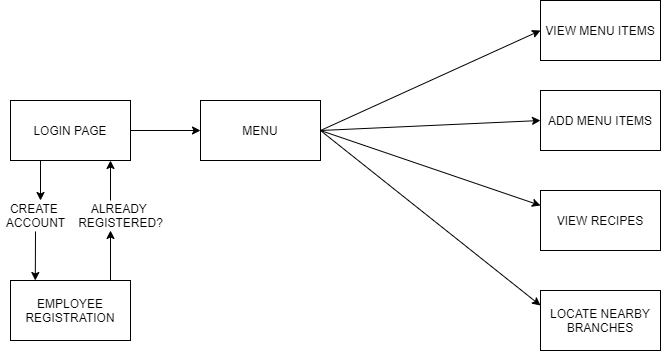 VIEW MENU ITEMS
LOGIN PAGE
MENU
ADD MENU ITEMS
CREATE
ACCOUNT
ALREADY
REGISTERED?
VIEW RECIPES
EMPLOYEE
REGISTRATION
LOCATE NEARBY
BRANCHES